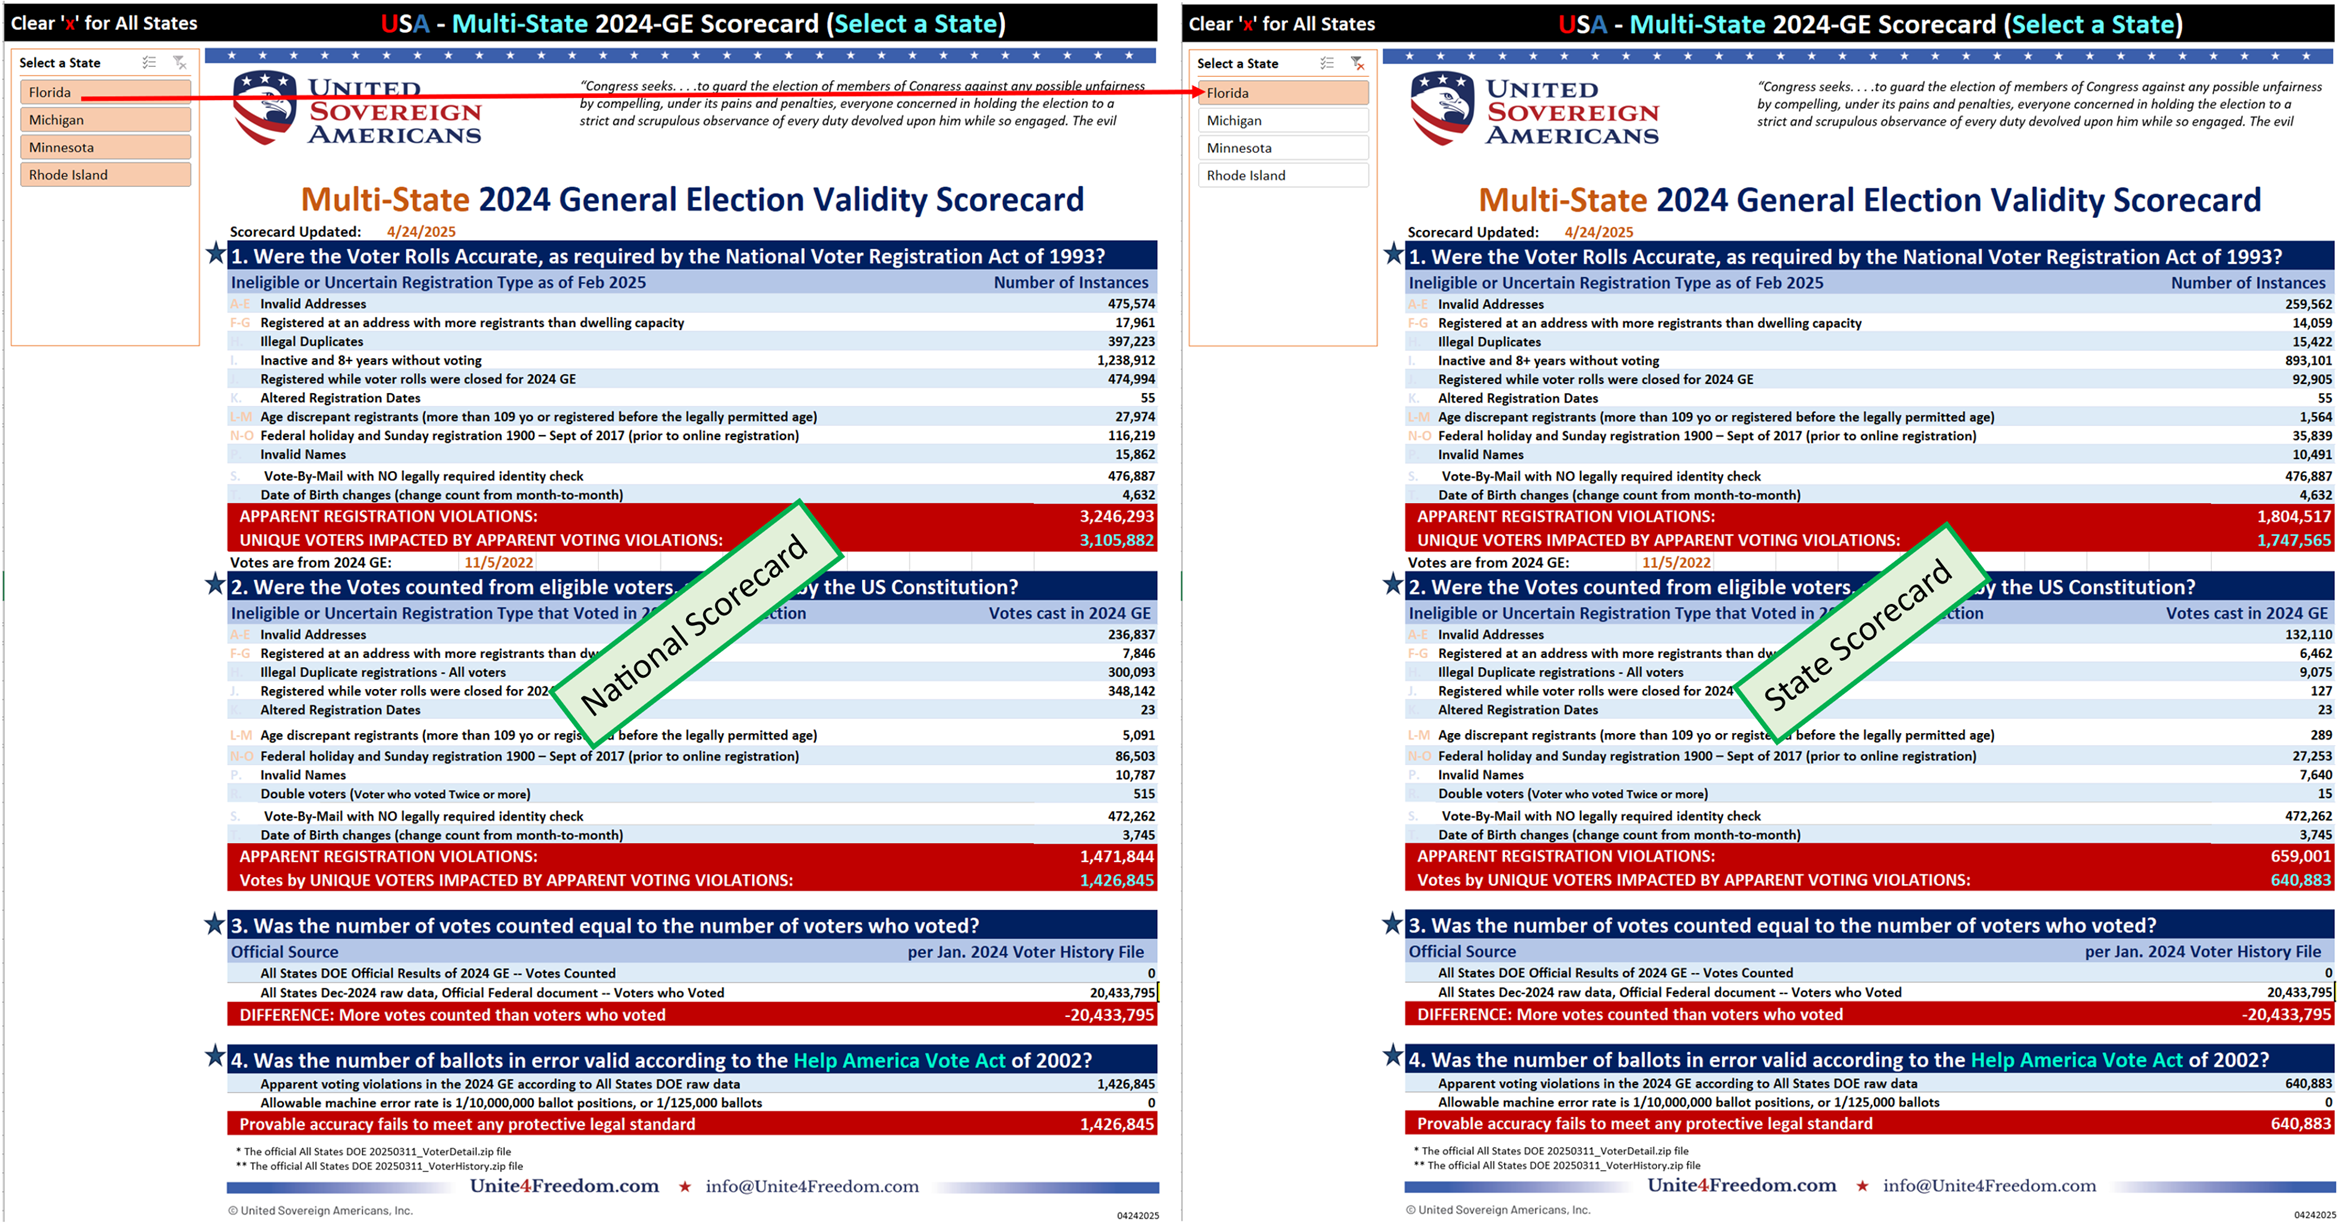 Clear 'x' for All States
USA - Multi-State 2024-GE Scorecard (Select a State)
Select a State
Florida
Michigan
Minnesota
Rhode Island
UNITED
SOVEREIGN
AMERICANS
“Congress seeks. . . .to guard the election of members of Congress against any possible unfairness
by compelling, under its pains and penalties, everyone concerned in holding the election to a
strict and scrupulous observance of every duty devolved upon him while so engaged. The evil
Multi-State 2024 General Election Validity Scorecard
Scorecard Updated: 4/24/2025
1. Were the Voter Rolls Accurate, as required by the National Voter Registration Act of 1993?
Ineligible or Uncertain Registration Type as of Feb 2025 Number of Instances
A-E Invalid Addresses 475,574
F-G Registered at an address with more registrants than dwelling capacity 17,961
H. Illegal Duplicates 397,223
I. Inactive and 8+ years without voting 1,238,912
Registered while voter rolls were closed for 2024 GE 474,994
K. Altered Registration Dates 55
L-M Age discrepant registrants (more than 109 yo or registered before the legally permitted age) 27,974
N-O Federal holiday and Sunday registration 1900 – Sept of 2017 (prior to online registration) 116,219
P. Invalid Names 15,862
S. Vote-By-Mail with NO legally required identity check 476,887
Date of Birth changes (change count from month-to-month) 4,632
APPARENT REGISTRATION VIOLATIONS: 3,246,293
UNIQUE VOTERS IMPACTED BY APPARENT VOTING VIOLATIONS: 3,105,882
Votes are from 2024 GE: 11/5/2022
2. Were the Votes counted from eligible voters, by the US Constitution?
Ineligible or Uncertain Registration Type that Voted in Votes cast in 2024 GE
A-E Invalid Addresses 236,837
F-G Registered at an address with more registrants than 7,846
H. Illegal Duplicate registrations - All voters 300,093
J. Registered while voter rolls were closed for 348,142
Altered Registration Dates 23
L-M Age discrepant registrants (more than 109 yo or before the legally permitted age) 5,091
N-O Federal holiday and Sunday registration 1900 – Sept of 2017 (prior to online registration) 86,503
P. Invalid Names 10,787
Double voters (Voter who voted Twice or more) 515
S. Vote-By-Mail with NO legally required identity check 472,262
Date of Birth changes (change count from month-to-month) 3,745
APPARENT REGISTRATION VIOLATIONS: 1,471,844
Votes by UNIQUE VOTERS IMPACTED BY APPARENT VOTING VIOLATIONS: 1,426,845
National Scorecard
3. Was the number of votes counted equal to the number of voters who voted?
Official Source per Jan. 2024 Voter History File
All States DOE Official Results of 2024 GE -- Votes Counted 0
All States Dec-2024 raw data, Official Federal document -- Voters who Voted 20,433,795
DIFFERENCE: More votes counted than voters who voted -20,433,795
4. Was the number of ballots in error valid according to the Help America Vote Act of 2002?
Apparent voting violations in the 2024 GE according to All States DOE raw data 1,426,845
Allowable machine error rate is 1/10,000,000 ballot positions, or 1/125,000 ballots 0
Provable accuracy fails to meet any protective legal standard 1,426,845
* The official All States DOE 20250311_VoterDetail.zip file
** The official All States DOE 20250311_VoterHistory.zip file
Unite4Freedom.com ★ info@Unite4Freedom.com
© United Sovereign Americans, Inc. 04242025
Clear 'x' for All States
USA - Multi-State 2024-GE Scorecard (Select a State)
Select a State
Florida
Michigan
Minnesota
Rhode Island
UNITED
SOVEREIGN
AMERICANS
“Congress seeks. . . .to guard the election of members of Congress against any possible unfairness
by compelling, under its pains and penalties, everyone concerned in holding the election to a
strict and scrupulous observance of every duty devolved upon him while so engaged. The evil
Multi-State 2024 General Election Validity Scorecard
Scorecard Updated: 4/24/2025
1. Were the Voter Rolls Accurate, as required by the National Voter Registration Act of 1993?
Ineligible or Uncertain Registration Type as of Feb 2025 Number of Instances
A-E Invalid Addresses 259,562
F-G Registered at an address with more registrants than dwelling capacity 14,059
H. Illegal Duplicates 15,422
I. Inactive and 8+ years without voting 893,101
Registered while voter rolls were closed for 2024 GE 92,905
K. Altered Registration Dates 55
L-M Age discrepant registrants (more than 109 yo or registered before the legally permitted age) 1,564
N-O Federal holiday and Sunday registration 1900 – Sept of 2017 (prior to online registration) 35,839
P. Invalid Names 10,491
S. Vote-By-Mail with NO legally required identity check 476,887
Date of Birth changes (change count from month-to-month) 4,632
APPARENT REGISTRATION VIOLATIONS: 1,804,517
UNIQUE VOTERS IMPACTED BY APPARENT VOTING VIOLATIONS: 1,747,565
Votes are from 2024 GE: 11/5/2022
2. Were the Votes counted from eligible voters, by the US Constitution?
Ineligible or Uncertain Registration Type that Voted in Votes cast in 2024 GE
A-E Invalid Addresses 132,110
F-G Registered at an address with more registrants than 6,462
H. Illegal Duplicate registrations - All voters 9,075
J. Registered while voter rolls were closed for 2024 127
Altered Registration Dates 23
L-M Age discrepant registrants (more than 109 yo or before the legally permitted age) 289
N-O Federal holiday and Sunday registration 1900 – Sept of 2017 (prior to online registration) 27,253
P. Invalid Names 7,640
Double voters (Voter who voted Twice or more) 15
S. Vote-By-Mail with NO legally required identity check 472,262
Date of Birth changes (change count from month-to-month) 3,745
APPARENT REGISTRATION VIOLATIONS: 659,001
Votes by UNIQUE VOTERS IMPACTED BY APPARENT VOTING VIOLATIONS: 640,883
State Scorecard
3. Was the number of votes counted equal to the number of voters who voted?
Official Source per Jan. 2024 Voter History File
All States DOE Official Results of 2024 GE -- Votes Counted 0
All States Dec-2024 raw data, Official Federal document -- Voters who Voted 20,433,795
DIFFERENCE: More votes counted than voters who voted -20,433,795
4. Was the number of ballots in error valid according to the Help America Vote Act of 2002?
Apparent voting violations in the 2024 GE according to All States DOE raw data 640,883
Allowable machine error rate is 1/10,000,000 ballot positions, or 1/125,000 ballots 0
Provable accuracy fails to meet any protective legal standard 640,883
* The official All States DOE 20250311_VoterDetail.zip file
** The official All States DOE 20250311_VoterHistory.zip file
Unite4Freedom.com ★ info@Unite4Freedom.com
© United Sovereign Americans, Inc. 04242025